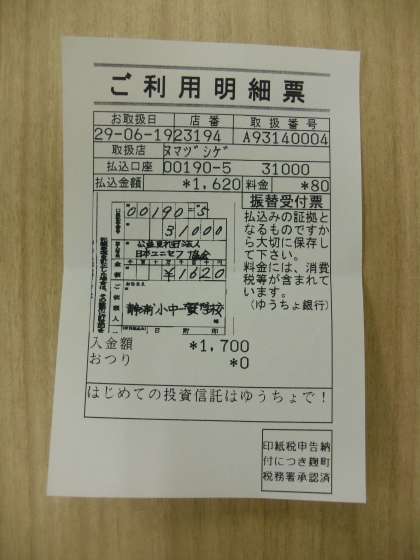 ご利用明細票
お取扱日 店番 取扱番号
29-06-19 23194 A93140004
取扱店 ヌマヅシゲ
払込口座 00190-5 31000
払込金額 *1,620 料金 *80
00190-5
31000
公益財団法人
日本ユニセフ協会
¥1620
振替受付票
払込みの証拠と
なるものですか
ら大切に保存し
て下さい。
料金には、消費
税等が含まれて
います。
(ゆうちょ銀行)
入金額 *1,700
おつり *0
はじめての投資信託はゆうちょで!
印紙税申告納
付につき麹町
税務署承認済